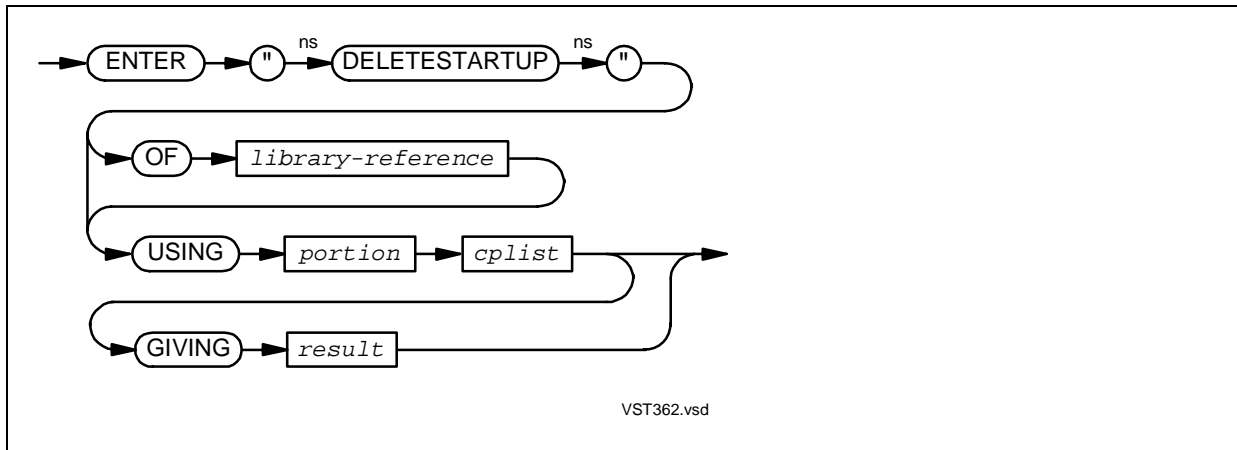 ns ns
ENTER " DELETESTARTUP "
OF library-reference
USING portion cplist
GIVING result
VST362.vsd